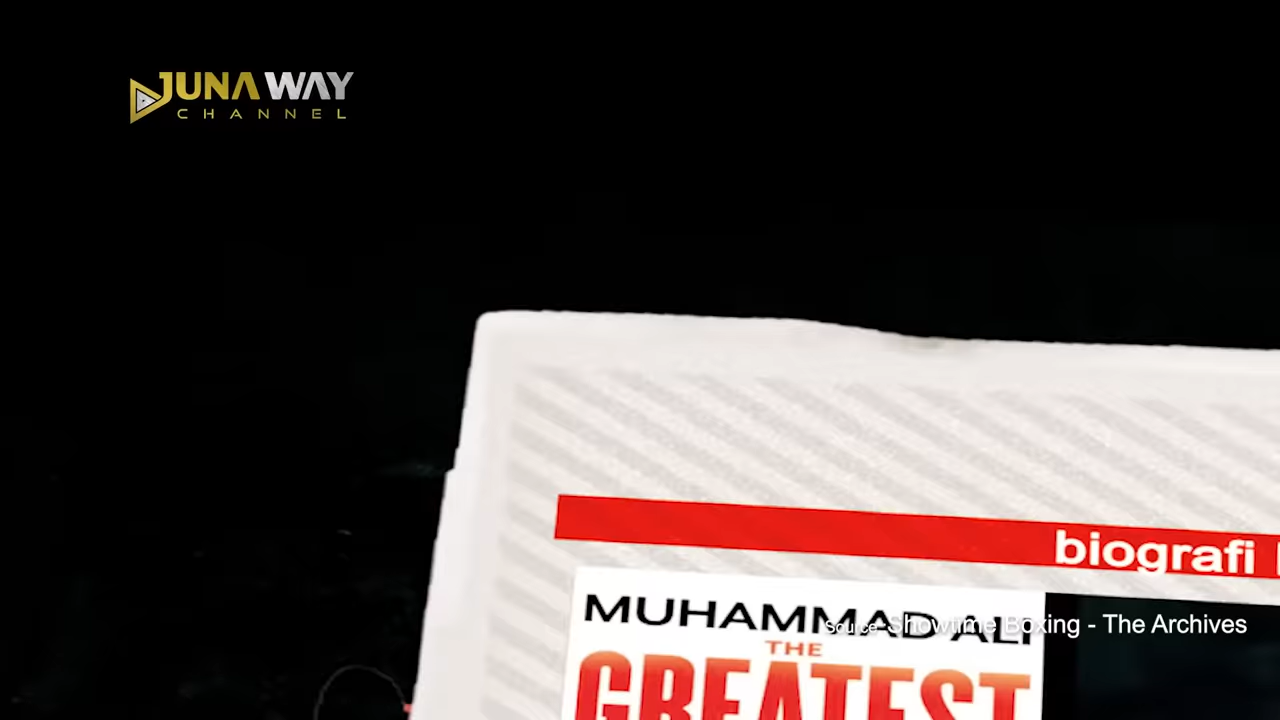 JUNA WAY
CHANNEL
biografi
MUHAMMAD ALI
Source - Showtime Boxing - The Archives
THE
GREATEST